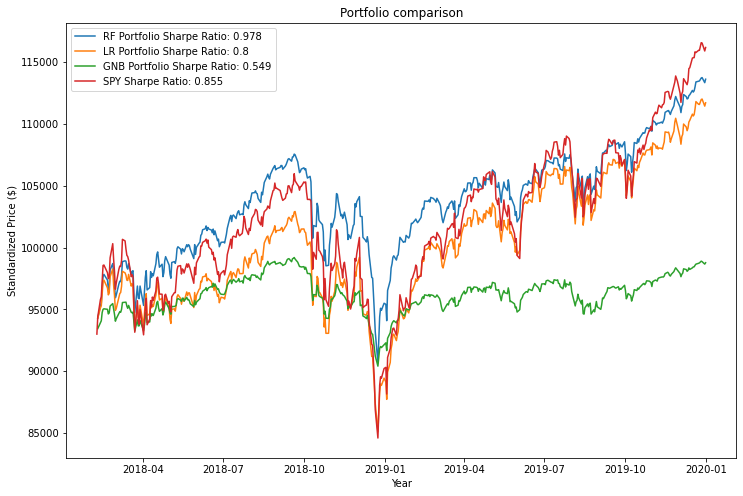 Portfolio comparison
RF Portfolio Sharpe Ratio: 0.978
LR Portfolio Sharpe Ratio: 0.8
GNB Portfolio Sharpe Ratio: 0.549
SPY Sharpe Ratio: 0.855
Standardized Price ($)
115000
110000
105000
100000
95000
90000
85000
2018-04 2018-07 2018-10 2019-01 2019-04 2019-07 2019-10 2020-01
Year